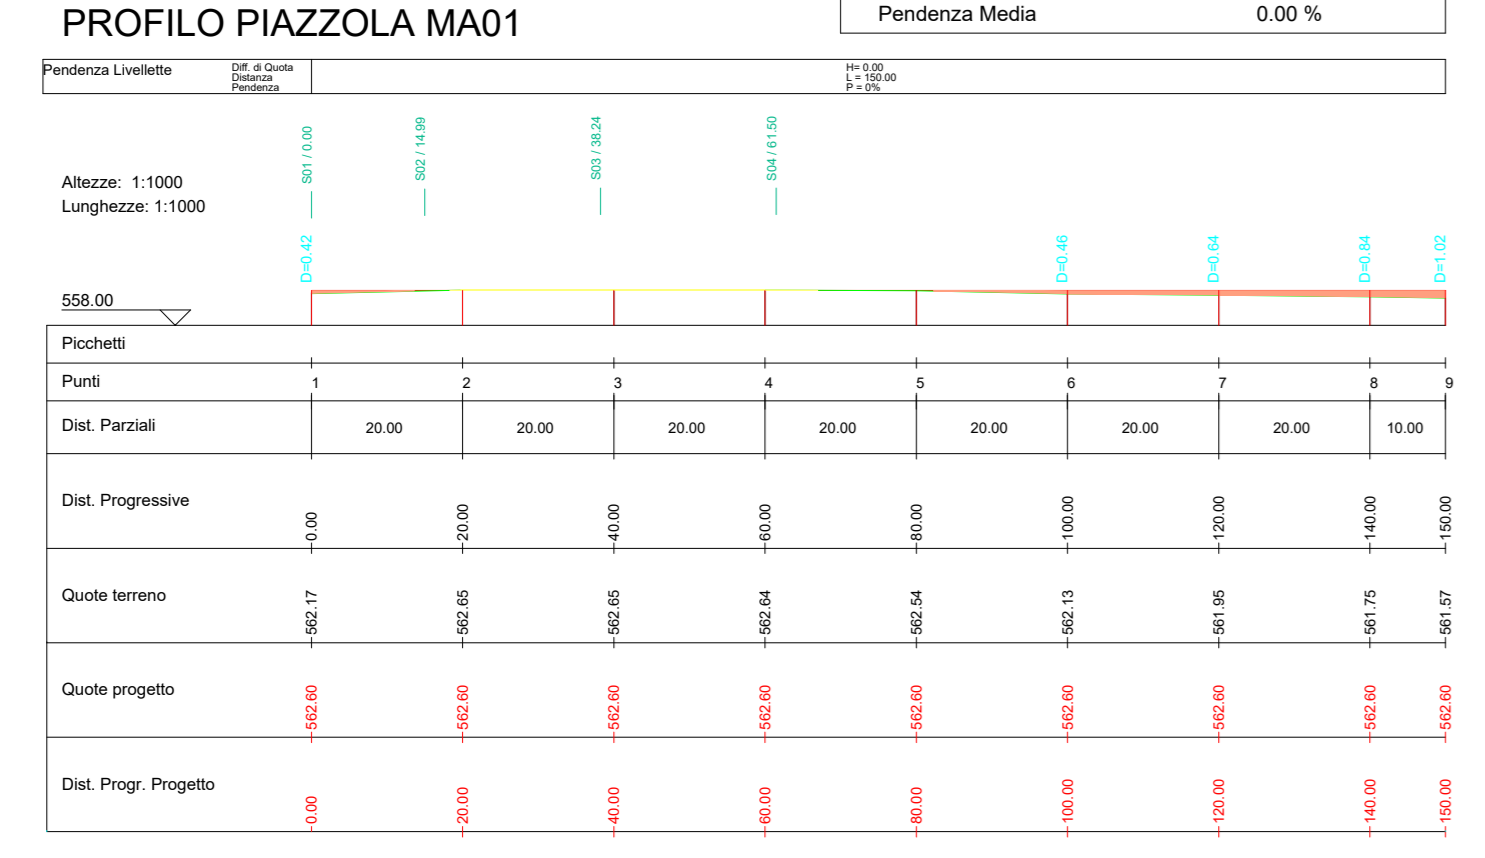 PROFILO PIAZZOLA MA01
Pendenza Media 0.00 %
Pendenza Livellette
Diff. di Quota
Distanza
Pendenza
H= 0.00
L = 150.00
P = 0%
S01 / 0.00
S02 / 14.99
S03 / 38.24
S04 / 61.50
Altezze: 1:1000
Lunghezze: 1:1000
D=0.42
D=0.46
D=0.64
D=0.84
D=1.02
558.00
Picchetti
Punti 1 2 3 4 5 6 7 8 9
Dist. Parziali 20.00 20.00 20.00 20.00 20.00 20.00 20.00 10.00
Dist. Progressive 0.00 20.00 40.00 60.00 80.00 100.00 120.00 140.00 150.00
Quote terreno 562.17 562.65 562.65 562.64 562.54 562.13 561.95 561.75 561.57
Quote progetto 562.60 562.60 562.60 562.60 562.60 562.60 562.60 562.60 562.60
Dist. Progr. Progetto 0.00 20.00 40.00 60.00 80.00 100.00 120.00 140.00 150.00